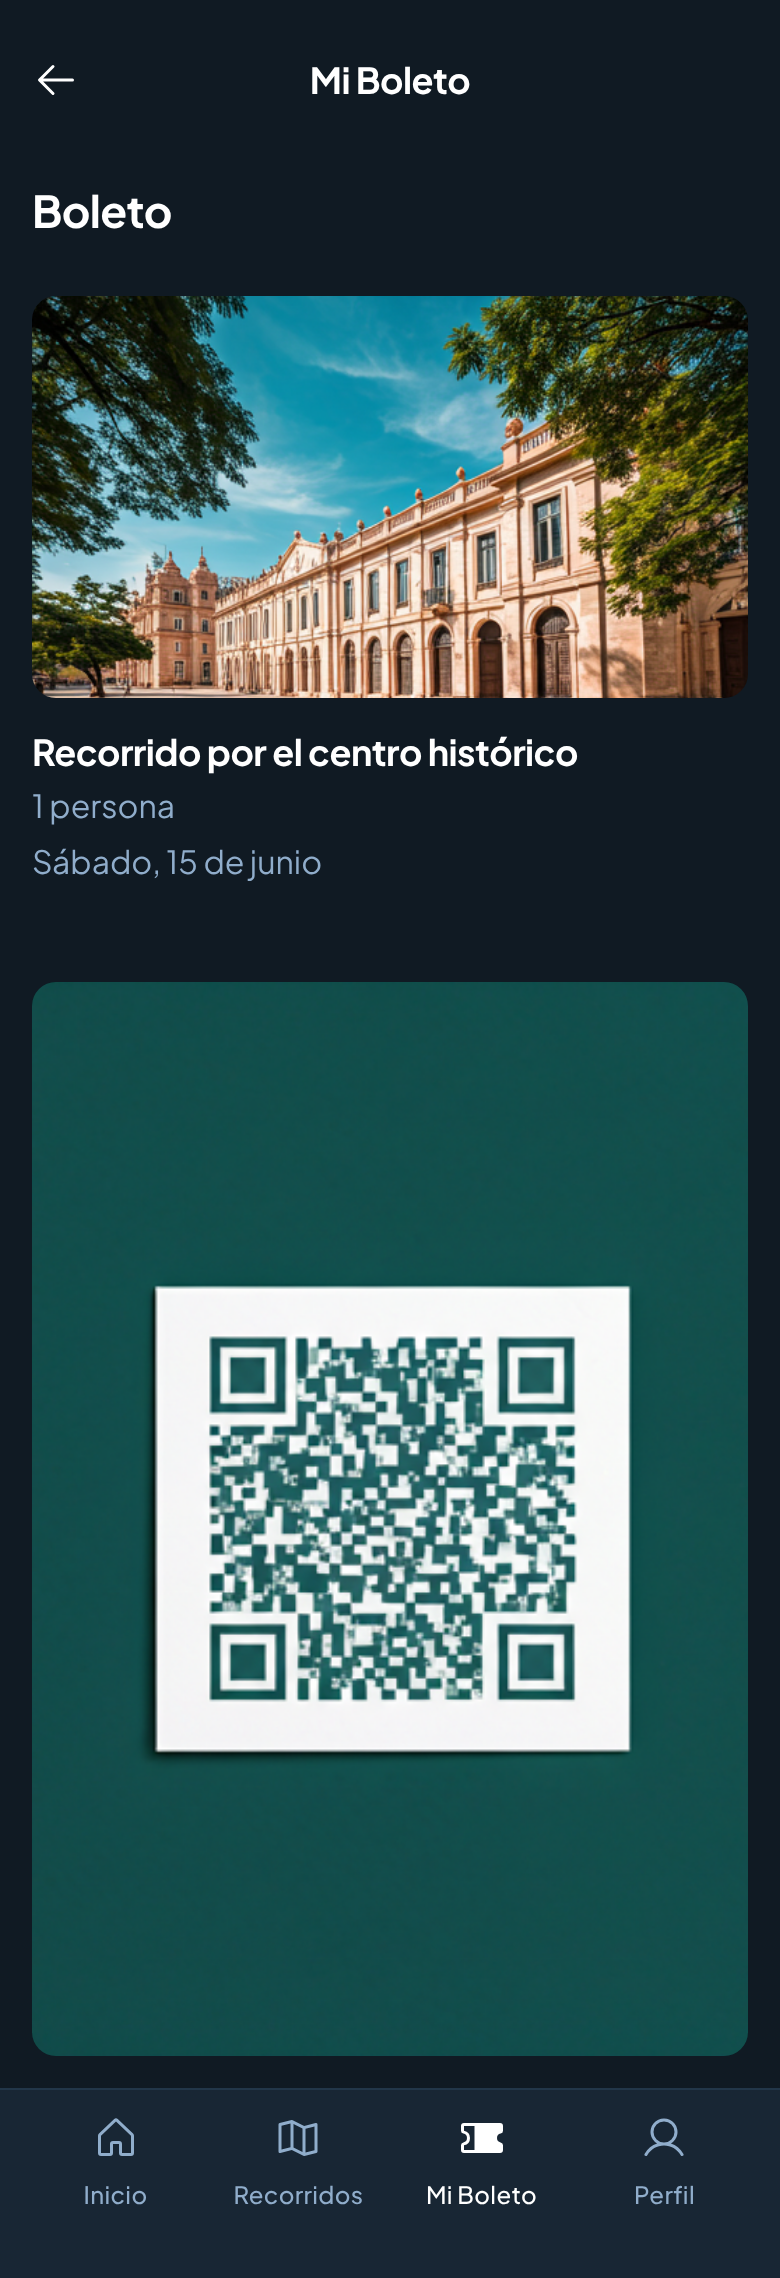 Mi Boleto
Boleto
Recorrido por el centro histórico
1 persona
Sábado, 15 de junio
Inicio
Recorridos
Mi Boleto
Perfil